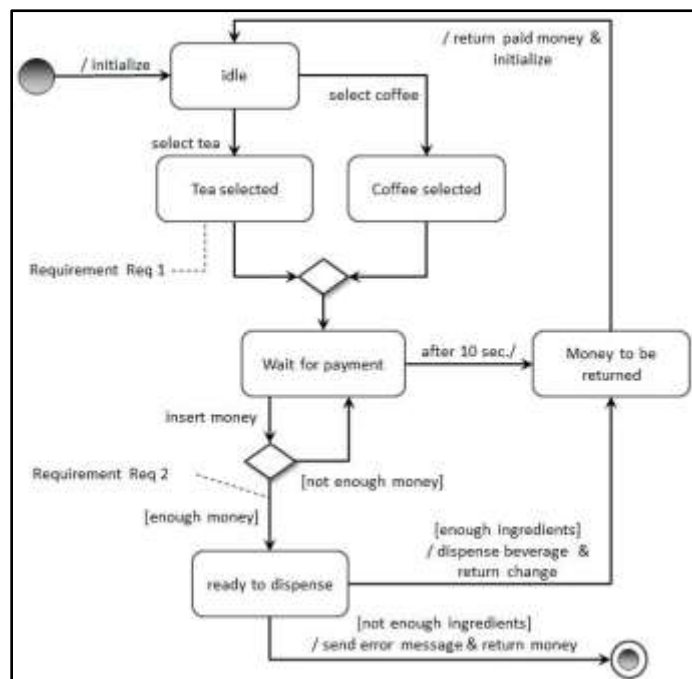 / return paid money &
initialize
/ initialize
idle
select coffee
select tea
Tea selected
Coffee selected
Requirement Req 1
Wait for payment
after 10 sec./
Money to be
returned
insert money
Requirement Req 2
[not enough money]
[enough money]
[enough ingredients]
/ dispense beverage &
return change
ready to dispense
[not enough ingredients]
/ send error message & return money